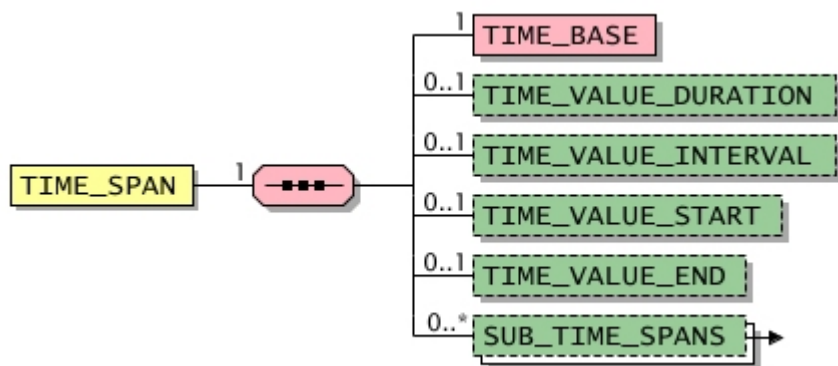 1
TIME_BASE
0..1
TIME_VALUE_DURATION
0..1
TIME_VALUE_INTERVAL
TIME_SPAN
1
0..1
TIME_VALUE_START
0..1
TIME_VALUE_END
0..*
SUB_TIME_SPANS